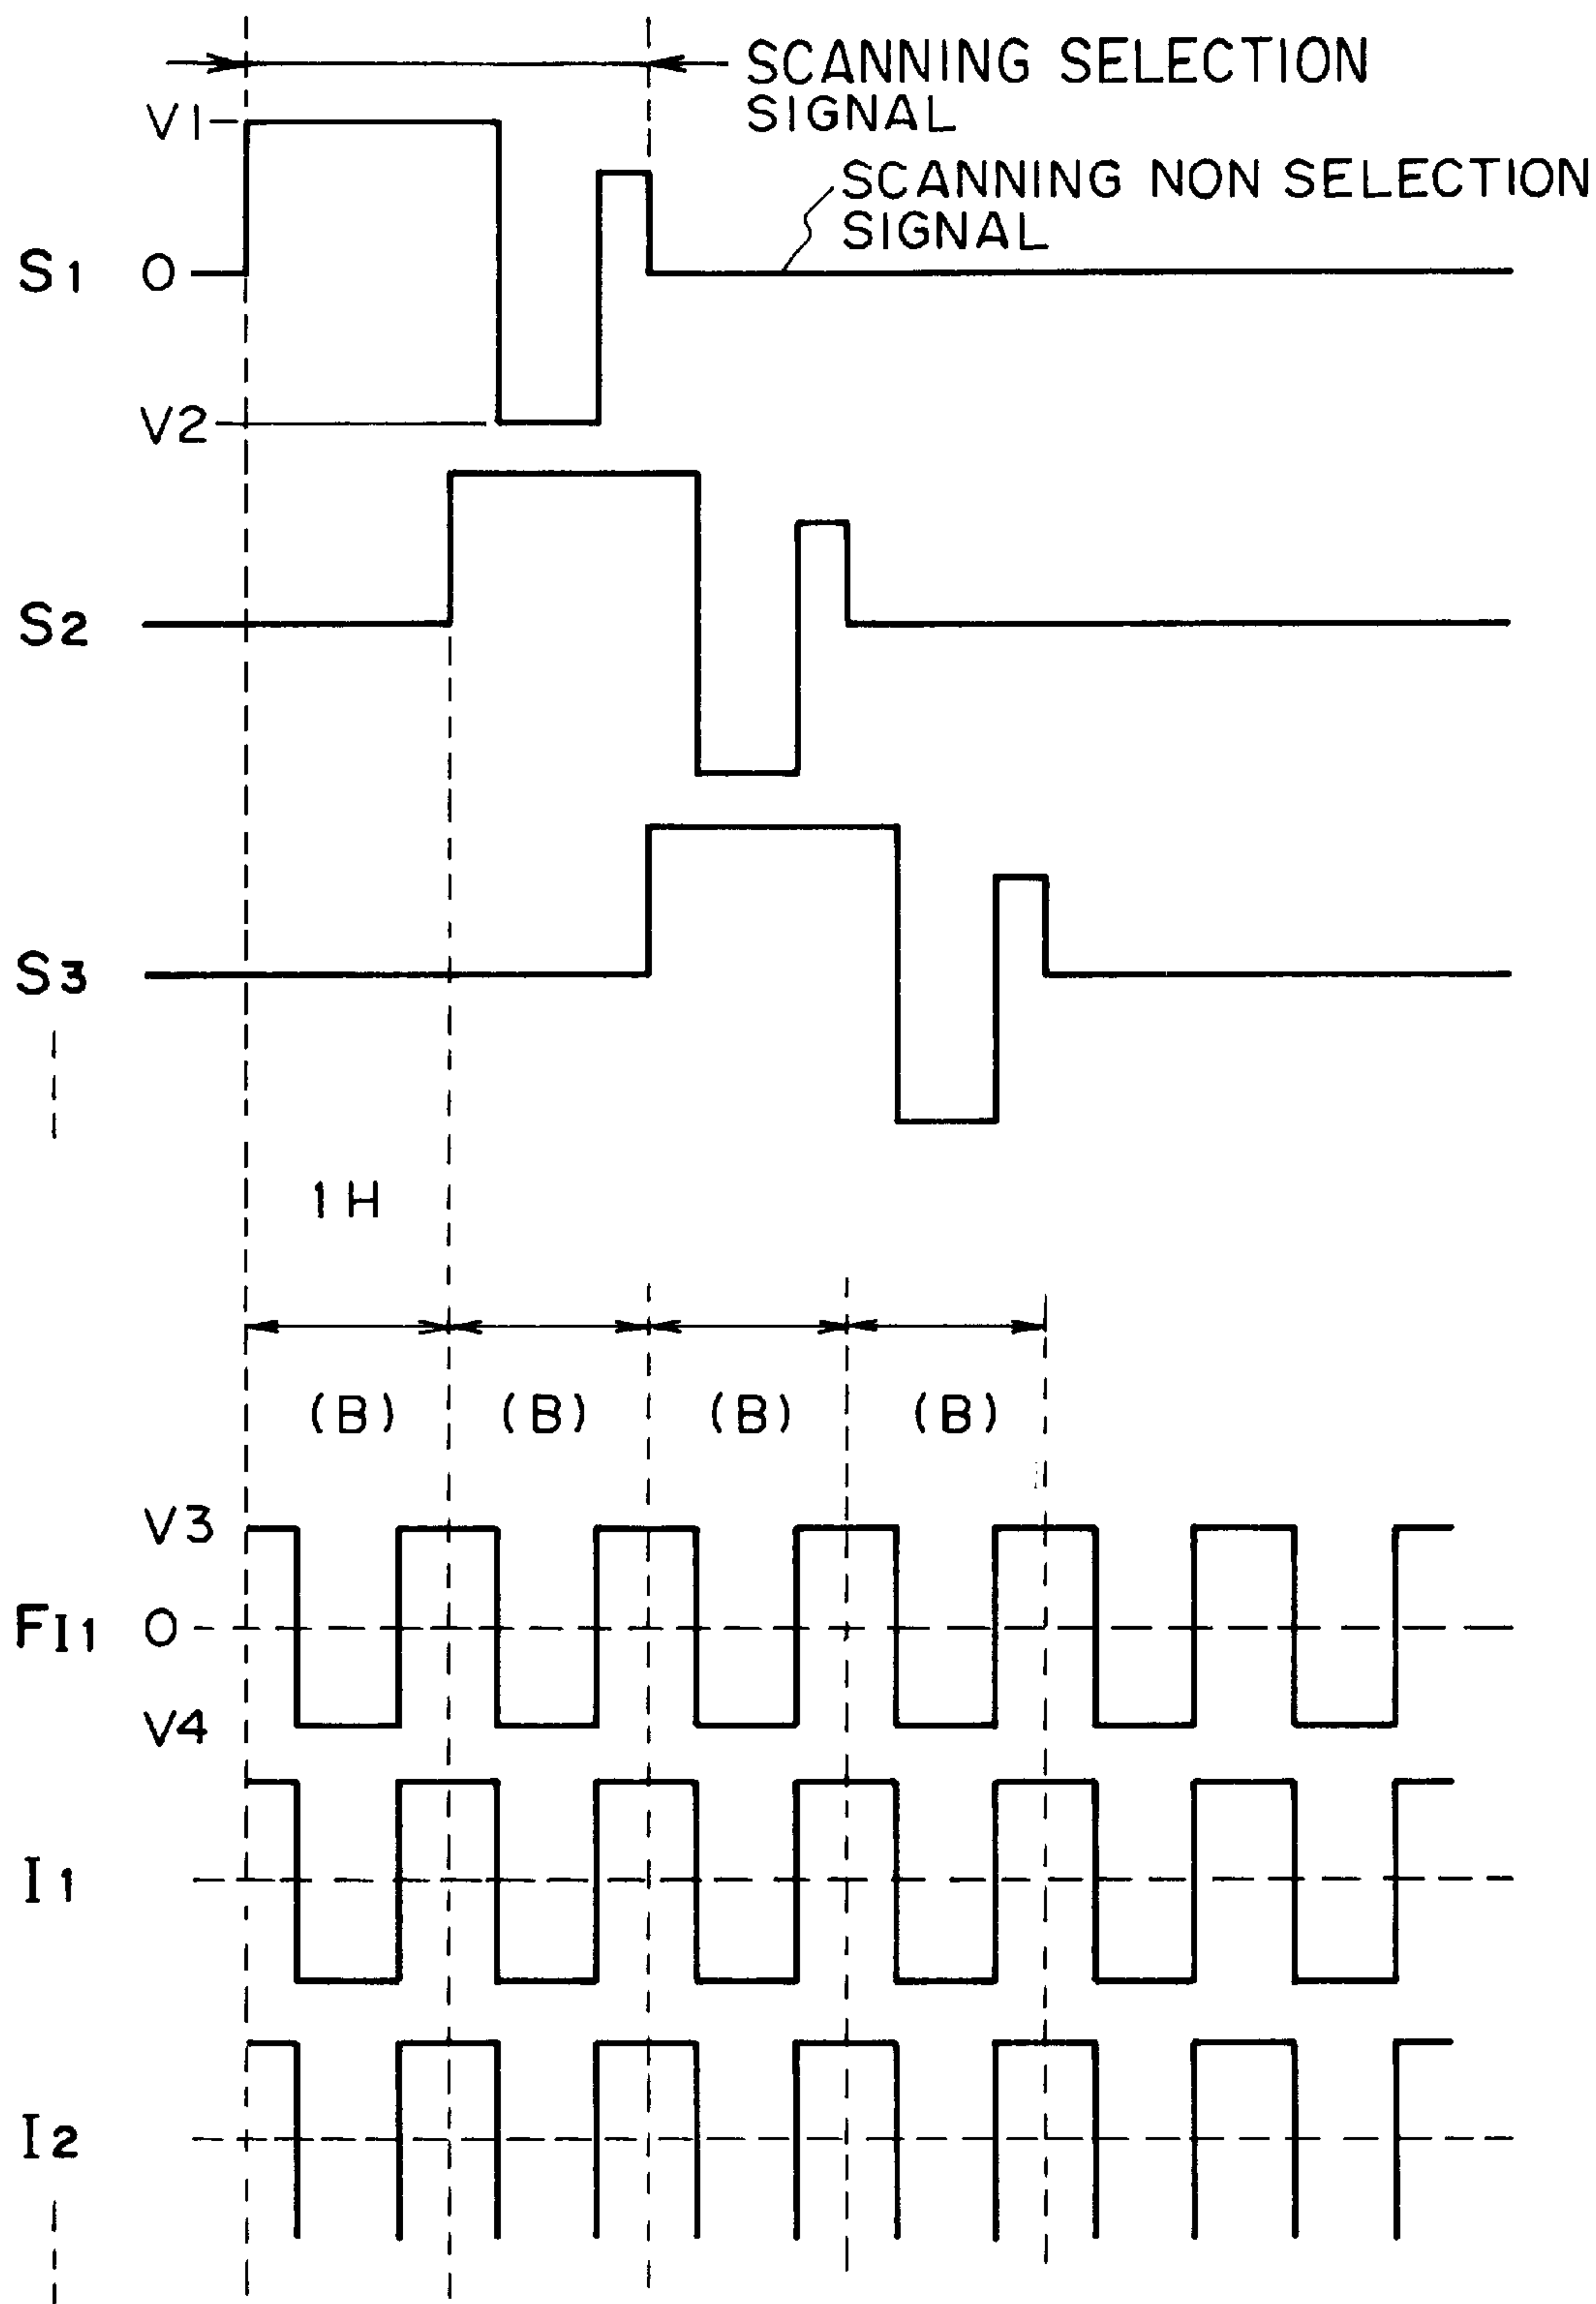 SCANNING SELECTION
SIGNAL
V1
SCANNING NON SELECTION
SIGNAL
S1 0
V2
S2
S3
1H
(B) (B) (B) (B)
V3
FI1 0
V4
I1
I2